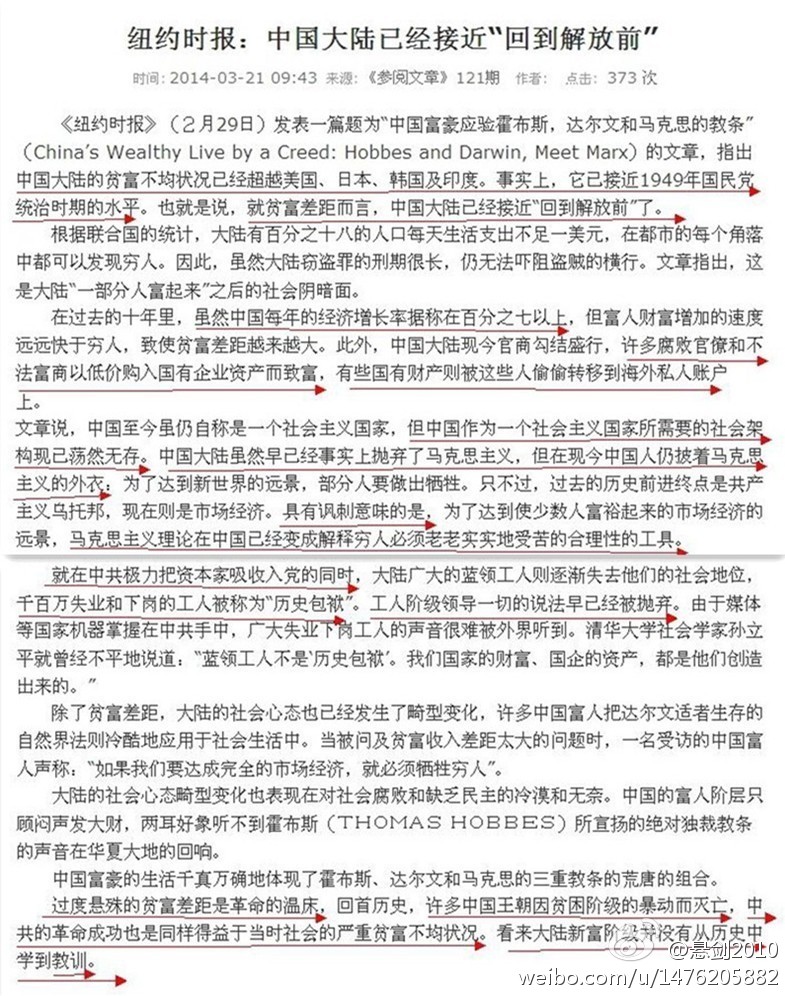 纽约时报：中国大陆已经接近“回到解放前”
时间: 2014-03-21 09:43 来源: 《参阅文章》121期 作者: 点击: 373 次
《纽约时报》（２月29日）发表一篇题为“中国富豪应验霍布斯，达尔文和马克思的教条”
（China’s Wealthy Live by a Creed: Hobbes and Darwin, Meet Marx）的文章，指出
中国大陆的贫富不均状况已经超越美国、日本、韩国及印度。事实上，它已接近1949年国民党
统治时期的水平。也就是说，就贫富差距而言，中国大陆已经接近“回到解放前”了。
根据联合国的统计，大陆有百分之十八的人口每天生活支出不足一美元，在都市的每个角落
中都可以发现穷人。因此，虽然大陆窃盗罪的刑期很长，仍无法吓阻盗贼的横行。文章指出，这
是大陆“一部分人富起来”之后的社会阴暗面。
在过去的十年里，虽然中国每年的经济增长率据称在百分之七以上，但富人财富增加的速度
远远快于穷人，致使贫富差距越来越大。此外，中国大陆现今官商勾结盛行，许多腐败官僚和不
法富商以低价购入国有企业资产而致富，有些国有财产则被这些人偷偷转移到海外私人账户
上。
文章说，中国至今虽仍自称是一个社会主义国家，但中国作为一个社会主义国家所需要的社会架
构现已荡然无存。中国大陆虽然早已经事实上抛弃了马克思主义，但在现今中国人仍披着马克思
主义的外衣：为了达到新世界的远景，部分人要做出牺牲。只不过，过去的历史前进终点是共产
主义乌托邦，现在则是市场经济。具有讽刺意味的是，为了达到使少数人富裕起来的市场经济的
远景，马克思主义理论在中国已经变成解释穷人必须老老实实地受苦的合理性的工具。
就在中共极力把资本家吸收入党的同时，大陆广大的蓝领工人则逐渐失去他们的社会地位，
千百万失业和下岗的工人被称为“历史包袱”。工人阶级领导一切的说法早已经被抛弃。由于媒体
等国家机器掌握在中共手中，广大失业下岗工人的声音很难被外界听到。清华大学社会学家孙立
平就曾经不平地说道：“蓝领工人不是‘历史包袱’。我们国家的财富、国企的资产，都是他们创造
出来的。”
除了贫富差距，大陆的社会心态也已经发生了畸型变化，许多中国富人把达尔文适者生存的
自然界法则冷酷地应用于社会生活中。当被问及贫富收入差距太大的问题时，一名受访的中国富
人声称：“如果我们要达成完全的市场经济，就必须牺牲穷人”。
大陆的社会心态畸型变化也表现在对社会腐败和缺乏民主的冷漠和无奈。中国的富人阶层只
顾闷声发大财，两耳好象听不到霍布斯（ＴＨＯＭＡＳ ＨＯＢＢＥＳ）所宣扬的绝对独裁教条
的声音在华夏大地的回响。
中国富豪的生活千真万确地体现了霍布斯、达尔文和马克思的三重教条的荒唐的组合。
过度悬殊的贫富差距是革命的温床，回首历史，许多中国王朝因贫困阶级的暴动而灭亡，中
共的革命成功也是同样得益于当时社会的严重贫富不均状况。看来大陆新富阶级并没有从历史中
学到教训。
@悬剑2010
weibo.com/u/1476205882